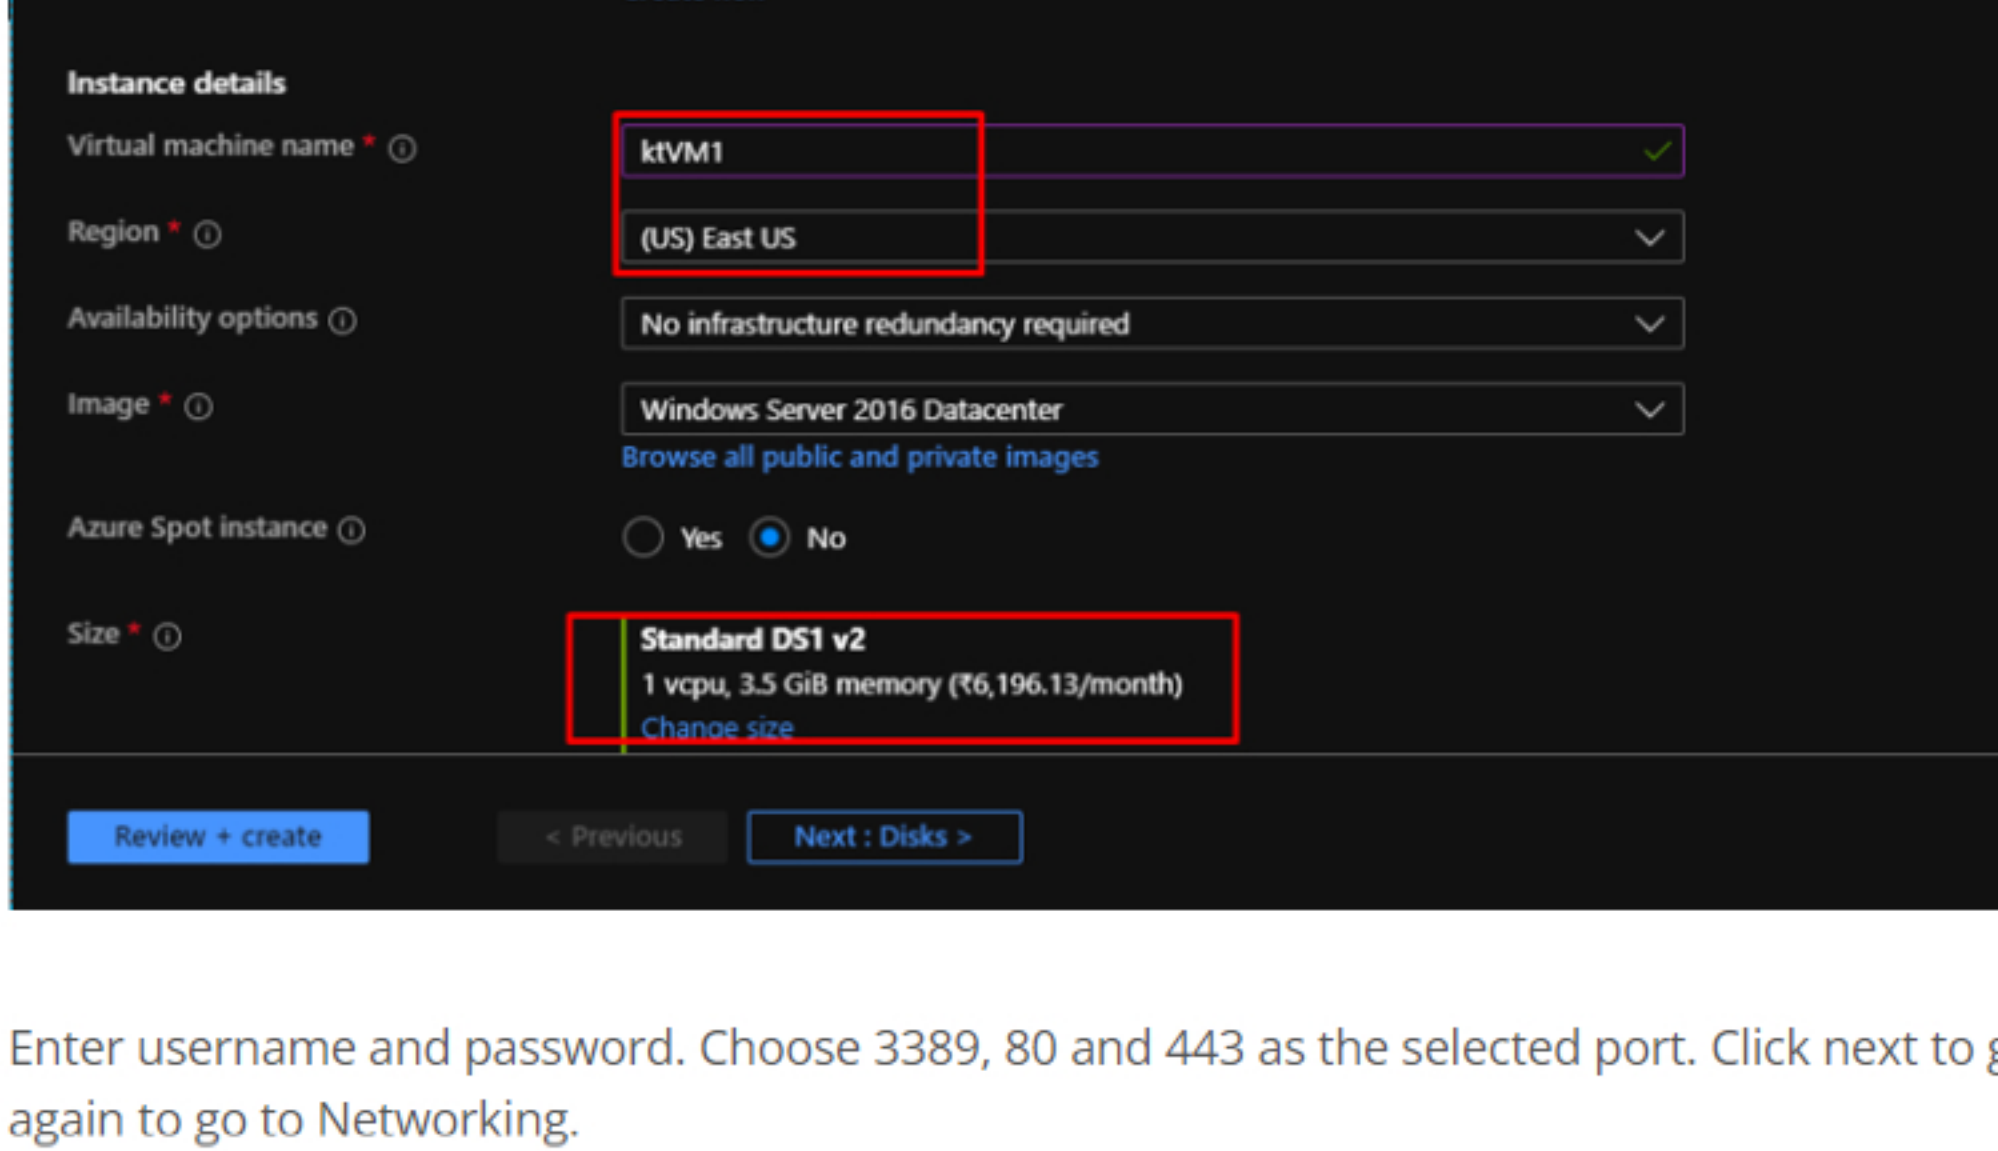 Instance details
Virtual machine name *
ktVM1
Region *
(US) East US
Availability options
No infrastructure redundancy required
Image *
Windows Server 2016 Datacenter
Browse all public and private images
Azure Spot instance
Yes No
Size *
Standard DS1 v2
1 vcpu, 3.5 GiB memory (₹6,196.13/month)
Change size
Review + create < Previous Next : Disks >
Enter username and password. Choose 3389, 80 and 443 as the selected port. Click next to
again to go to Networking.